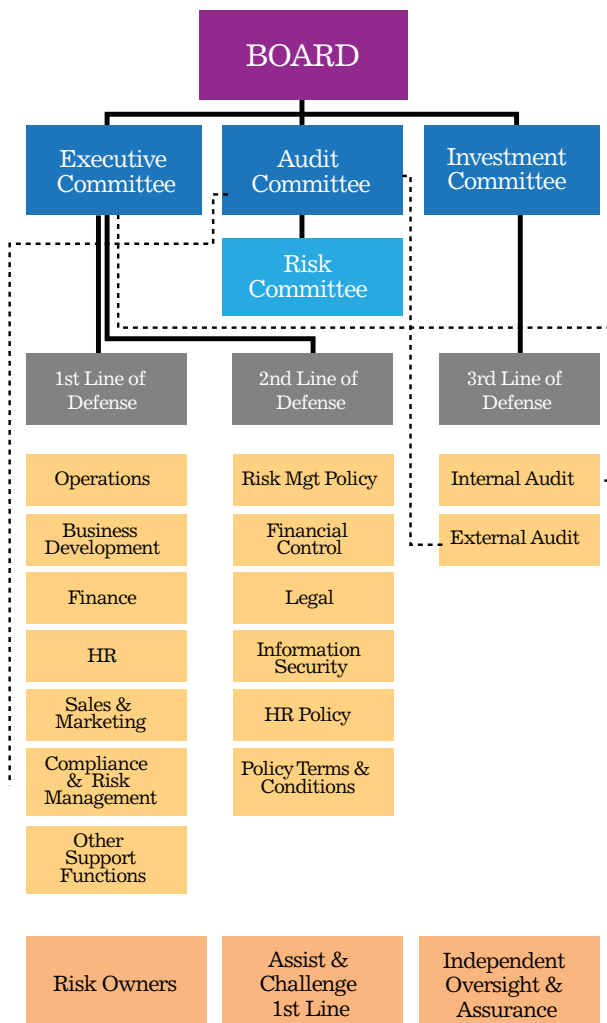 BOARD
Executive
Committee
Audit
Committee
Investment
Committee
Risk
Committee
1st Line of
Defense
2nd Line of
Defense
3rd Line of
Defense
Operations
Business
Development
Finance
HR
Sales &
Marketing
Compliance
& Risk
Management
Other
Support
Functions
Risk Mgt Policy
Financial
Control
Legal
Information
Security
HR Policy
Policy Terms &
Conditions
Internal Audit
External Audit
Risk Owners
Assist &
Challenge
1st Line
Independent
Oversight &
Assurance